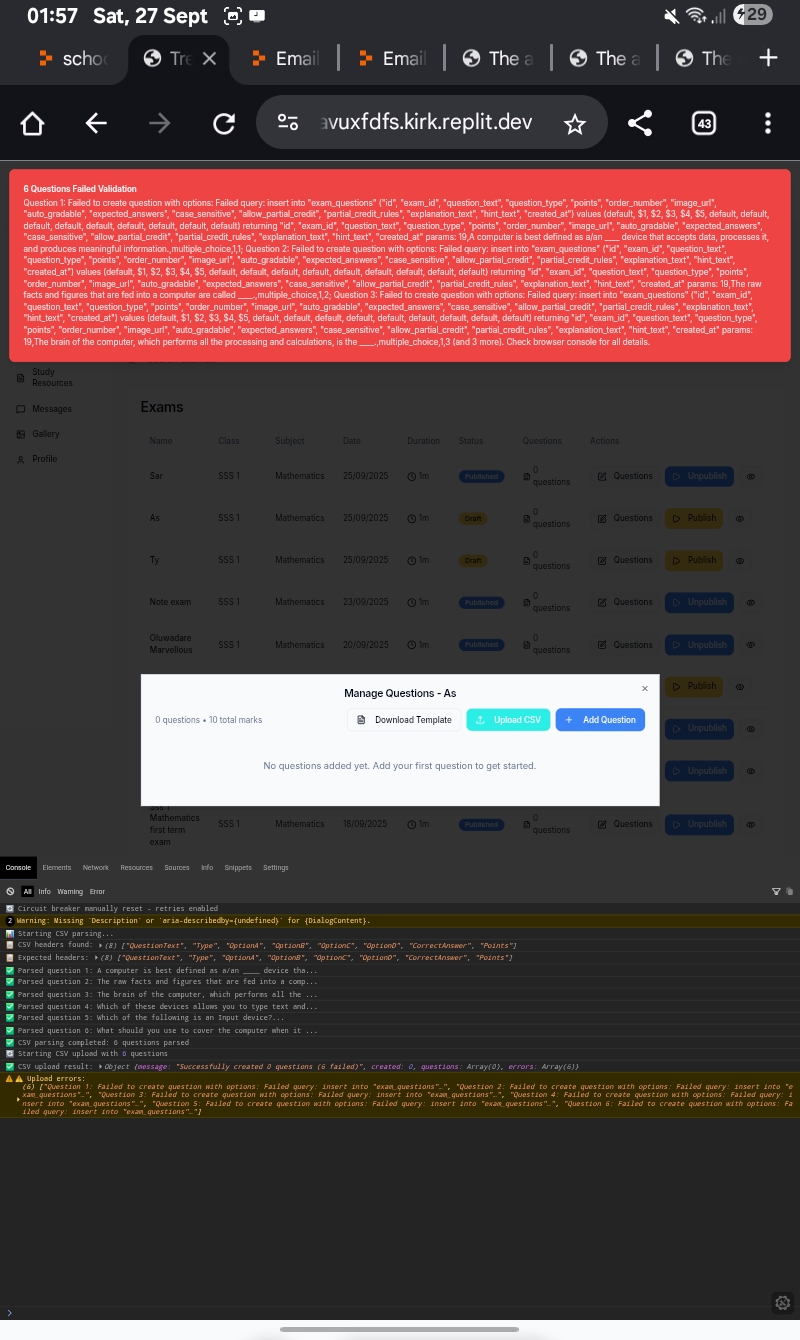 01:57 Sat, 27 Sept
29
schoo
Tre
Email
Email
The a
The a
The
avuxfdfs.kirk.replit.dev
43
6 Questions Failed Validation
Question 1: Failed to create question with options: Failed query: insert into "exam_questions" ("id", "exam_id", "question_text", "question_type", "points", "order_number", "image_url",
"auto_gradable", "expected_answers", "case_sensitive", "allow_partial_credit", "partial_credit_rules", "explanation_text", "hint_text", "created_at") values (default, $1, $2, $3, $4, $5, default, default,
default, default, default, default, default, default, default) returning "id", "exam_id", "question_text", "question_type", "points", "order_number", "image_url", "auto_gradable", "expected_answers",
"case_sensitive", "allow_partial_credit", "partial_credit_rules", "explanation_text", "hint_text", "created_at" params: 19,A computer is best defined as a/an ____ device that accepts data, processes it,
and produces meaningful information.,multiple_choice,1,1; Question 2: Failed to create question with options: Failed query: insert into "exam_questions" ("id", "exam_id", "question_text",
"question_type", "points", "order_number", "image_url", "auto_gradable", "expected_answers", "case_sensitive", "allow_partial_credit", "partial_credit_rules", "explanation_text", "hint_text",
"created_at") values (default, $1, $2, $3, $4, $5, default, default, default, default, default, default, default, default, default) returning "id", "exam_id", "question_text", "question_type", "points",
"order_number", "image_url", "auto_gradable", "expected_answers", "case_sensitive", "allow_partial_credit", "partial_credit_rules", "explanation_text", "hint_text", "created_at" params: 19,The raw
facts and figures that are fed into a computer are called ____.,multiple_choice,1,2; Question 3: Failed to create question with options: Failed query: insert into "exam_questions" ("id", "exam_id",
"question_text", "question_type", "points", "order_number", "image_url", "auto_gradable", "expected_answers", "case_sensitive", "allow_partial_credit", "partial_credit_rules", "explanation_text",
"hint_text", "created_at") values (default, $1, $2, $3, $4, $5, default, default, default, default, default, default, default, default, default) returning "id", "exam_id", "question_text", "question_type",
"points", "order_number", "image_url", "auto_gradable", "expected_answers", "case_sensitive", "allow_partial_credit", "partial_credit_rules", "explanation_text", "hint_text", "created_at" params:
19,The brain of the computer, which performs all the processing and calculations, is the ____.,multiple_choice,1,3 (and 3 more). Check browser console for all details.
Study
Resources
Messages
Gallery
Profile
Exams
Name Class Subject Date Duration Status Questions Actions
Sar SSS 1 Mathematics 25/09/2025 1m Published 0 questions Questions Unpublish
As SSS 1 Mathematics 25/09/2025 1m Draft 0 questions Questions Publish
Ty SSS 1 Mathematics 25/09/2025 1m Draft 0 questions Questions Publish
Note exam SSS 1 Mathematics 23/09/2025 1m Published 0 questions Questions Unpublish
Oluwadare Marvellous SSS 1 Mathematics 20/09/2025 1m Published 0 questions Questions Unpublish
Publish
Manage Questions - As
×
0 questions • 10 total marks
Download Template
Upload CSV
Add Question
Unpublish
No questions added yet. Add your first question to get started.
Unpublish
Sss 1
Mathematics first term exam SSS 1 Mathematics 16/09/2025 1m Published 0 questions Questions Unpublish
Console Elements Network Resources Sources Info Snippets Settings
All Info Warning Error
Circuit breaker manually reset - retries enabled
2 Warning: Missing `Description` or `aria-describedby={undefined}` for {DialogContent}.
Starting CSV parsing...
CSV headers found: (8) ["QuestionText", "Type", "OptionA", "OptionB", "OptionC", "OptionD", "CorrectAnswer", "Points"]
Expected headers: (8) ["QuestionText", "Type", "OptionA", "OptionB", "OptionC", "OptionD", "CorrectAnswer", "Points"]
Parsed question 1: A computer is best defined as a/an ____ device tha...
Parsed question 2: The raw facts and figures that are fed into a comp...
Parsed question 3: The brain of the computer, which performs all the ...
Parsed question 4: Which of these devices allows you to type text and...
Parsed question 5: Which of the following is an Input device?...
Parsed question 6: What should you use to cover the computer when it ...
CSV parsing completed: 6 questions parsed
Starting CSV upload with 6 questions
CSV upload result: Object {message: "Successfully created 0 questions (6 failed)", created: 0, questions: Array(0), errors: Array(6)}
Upload errors:
(6) ["Question 1: Failed to create question with options: Failed query: insert into "exam_questions"…", "Question 2: Failed to create question with options: Failed query: insert into "e
xam_questions"…", "Question 3: Failed to create question with options: Failed query: insert into "exam_questions"…", "Question 4: Failed to create question with options: Failed query: i
nsert into "exam_questions"…", "Question 5: Failed to create question with options: Failed query: insert into "exam_questions"…", "Question 6: Failed to create question with options: Fa
iled query: insert into "exam_questions"…"]